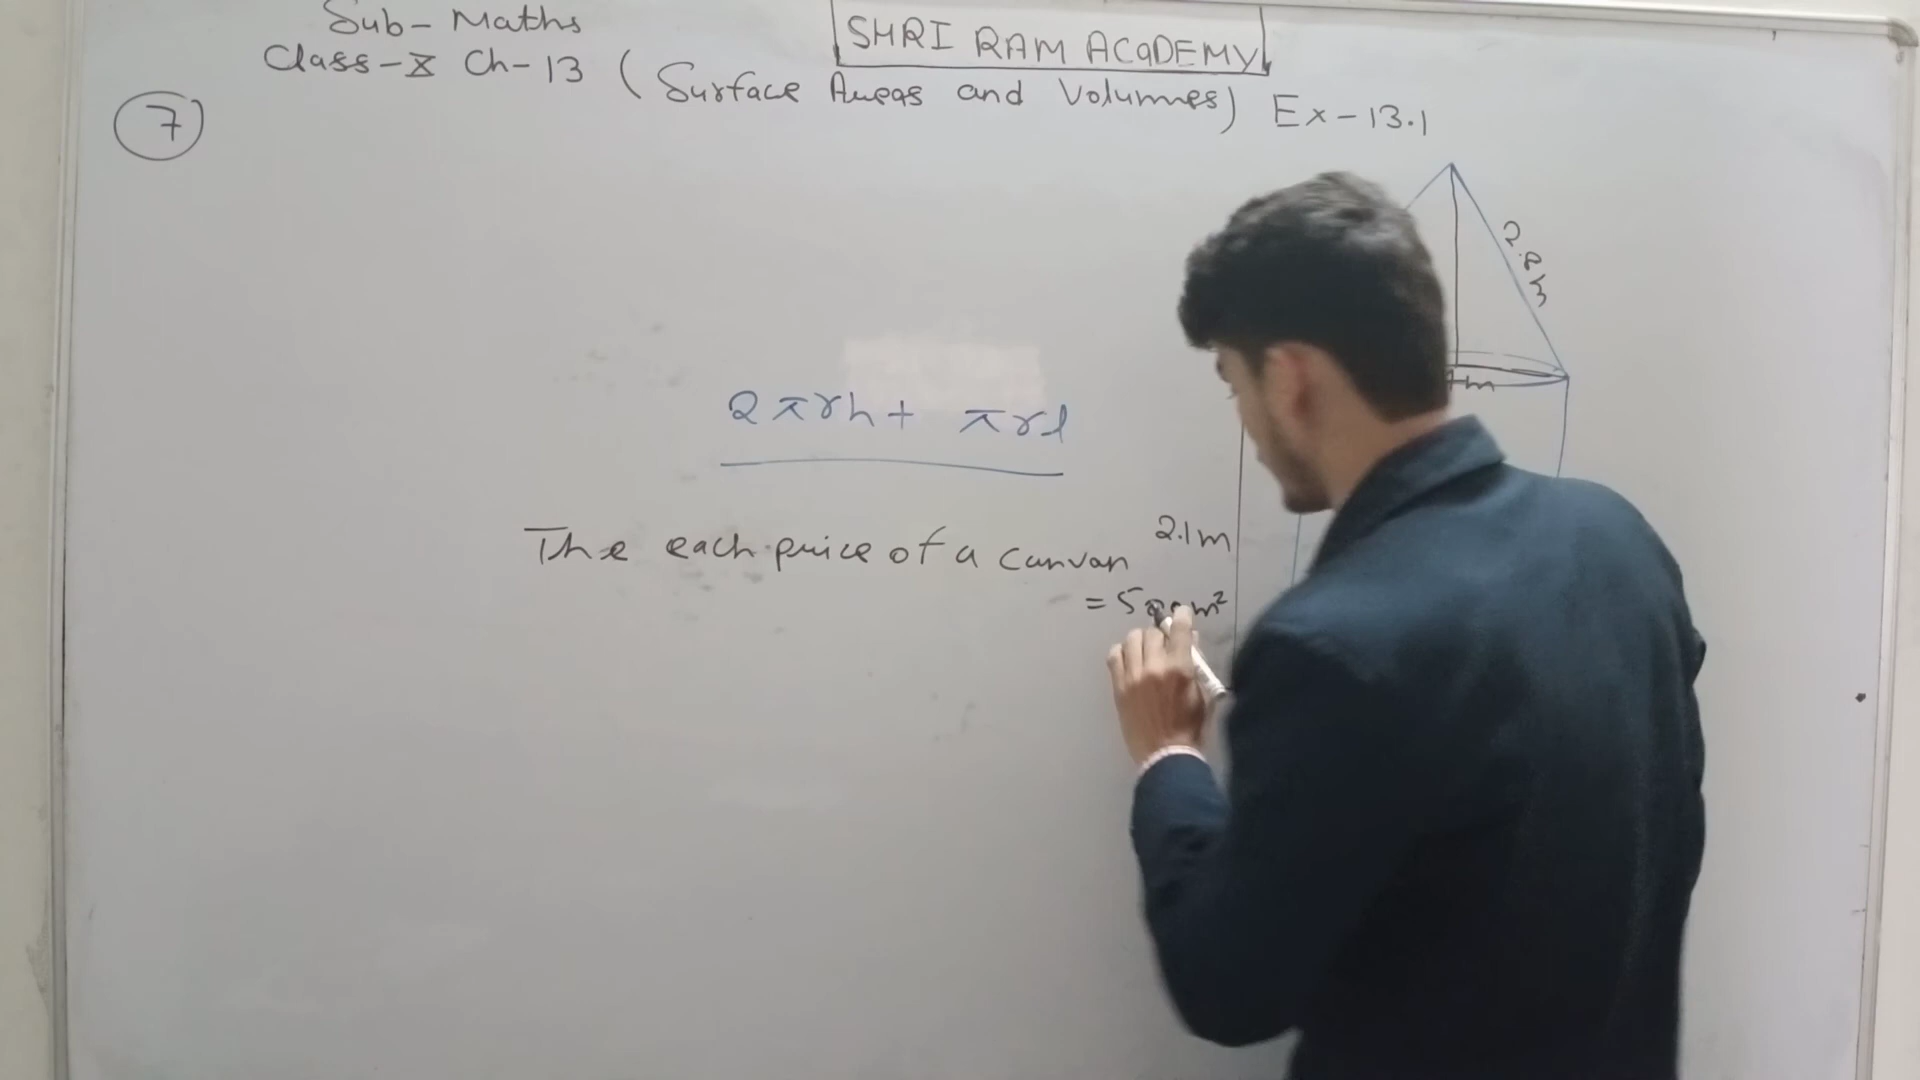 Sub- Maths
SHRI RAM ACADEMY
Class-X Ch-13 (Surface Areas and Volumes) Ex-13.1
7
2.8m
2πrh + πrl
The each price of a canvan
2.1m
= 500m²